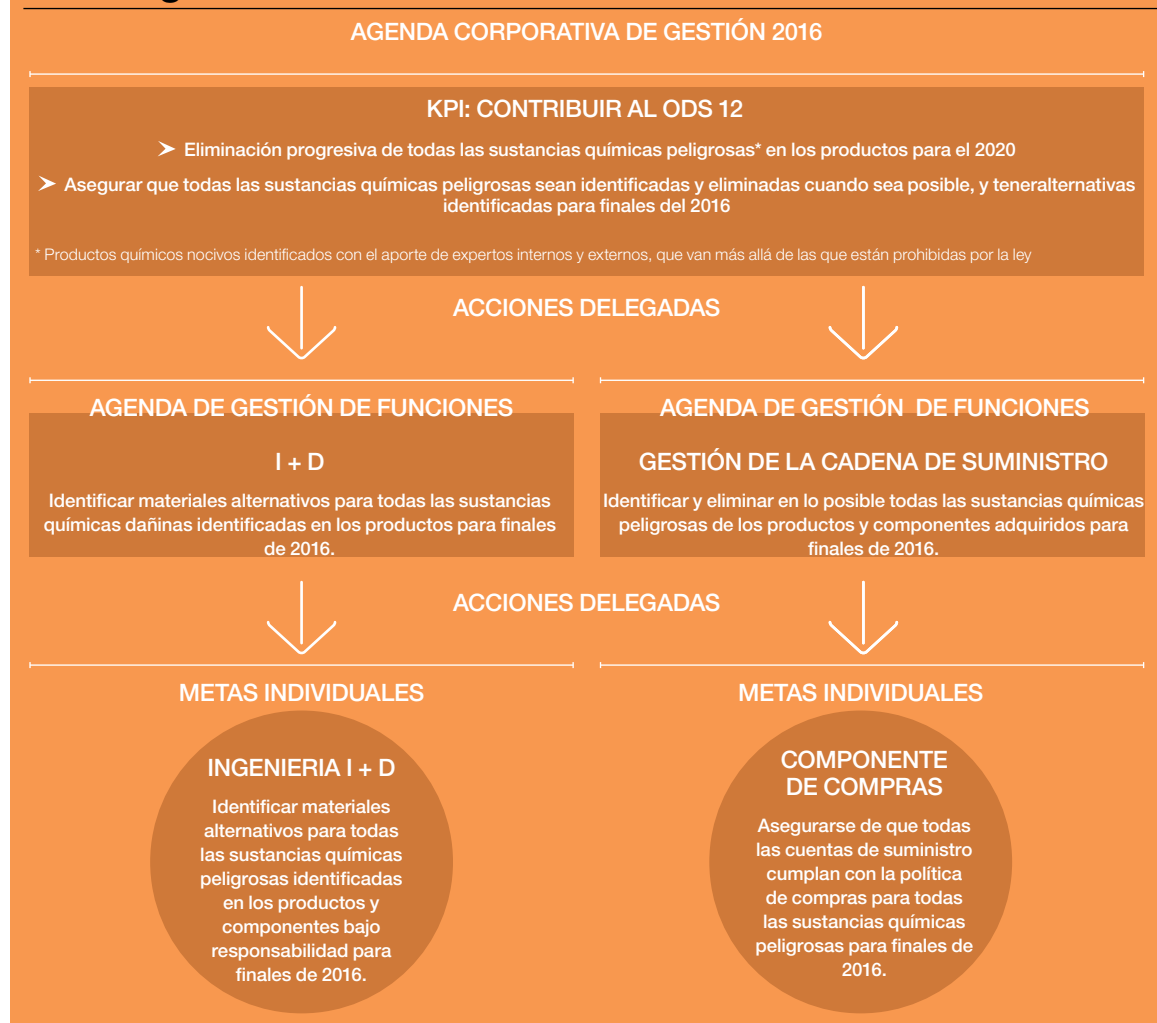 AGENDA CORPORATIVA DE GESTIÓN 2016
KPI: CONTRIBUIR AL ODS 12
➤ Eliminación progresiva de todas las sustancias químicas peligrosas* en los productos para el 2020
➤ Asegurar que todas las sustancias químicas peligrosas sean identificadas y eliminadas cuando sea posible, y teneralternativas
identificadas para finales del 2016
* Productos químicos nocivos identificados con el aporte de expertos internos y externos, que van más allá de las que están prohibidas por la ley
ACCIONES DELEGADAS
AGENDA DE GESTIÓN DE FUNCIONES
I + D
Identificar materiales alternativos para todas las sustancias
químicas dañinas identificadas en los productos para finales
de 2016.
AGENDA DE GESTIÓN DE FUNCIONES
GESTIÓN DE LA CADENA DE SUMINISTRO
Identificar y eliminar en lo posible todas las sustancias químicas
peligrosas de los productos y componentes adquiridos para
finales de 2016.
ACCIONES DELEGADAS
METAS INDIVIDUALES
INGENIERIA I + D
Identificar materiales
alternativos para todas
las sustancias químicas
peligrosas identificadas
en los productos y
componentes bajo
responsabilidad para
finales de 2016.
METAS INDIVIDUALES
COMPONENTE
DE COMPRAS
Asegurarse de que todas
las cuentas de suministro
cumplan con la política
de compras para todas
las sustancias químicas
peligrosas para finales de
2016.